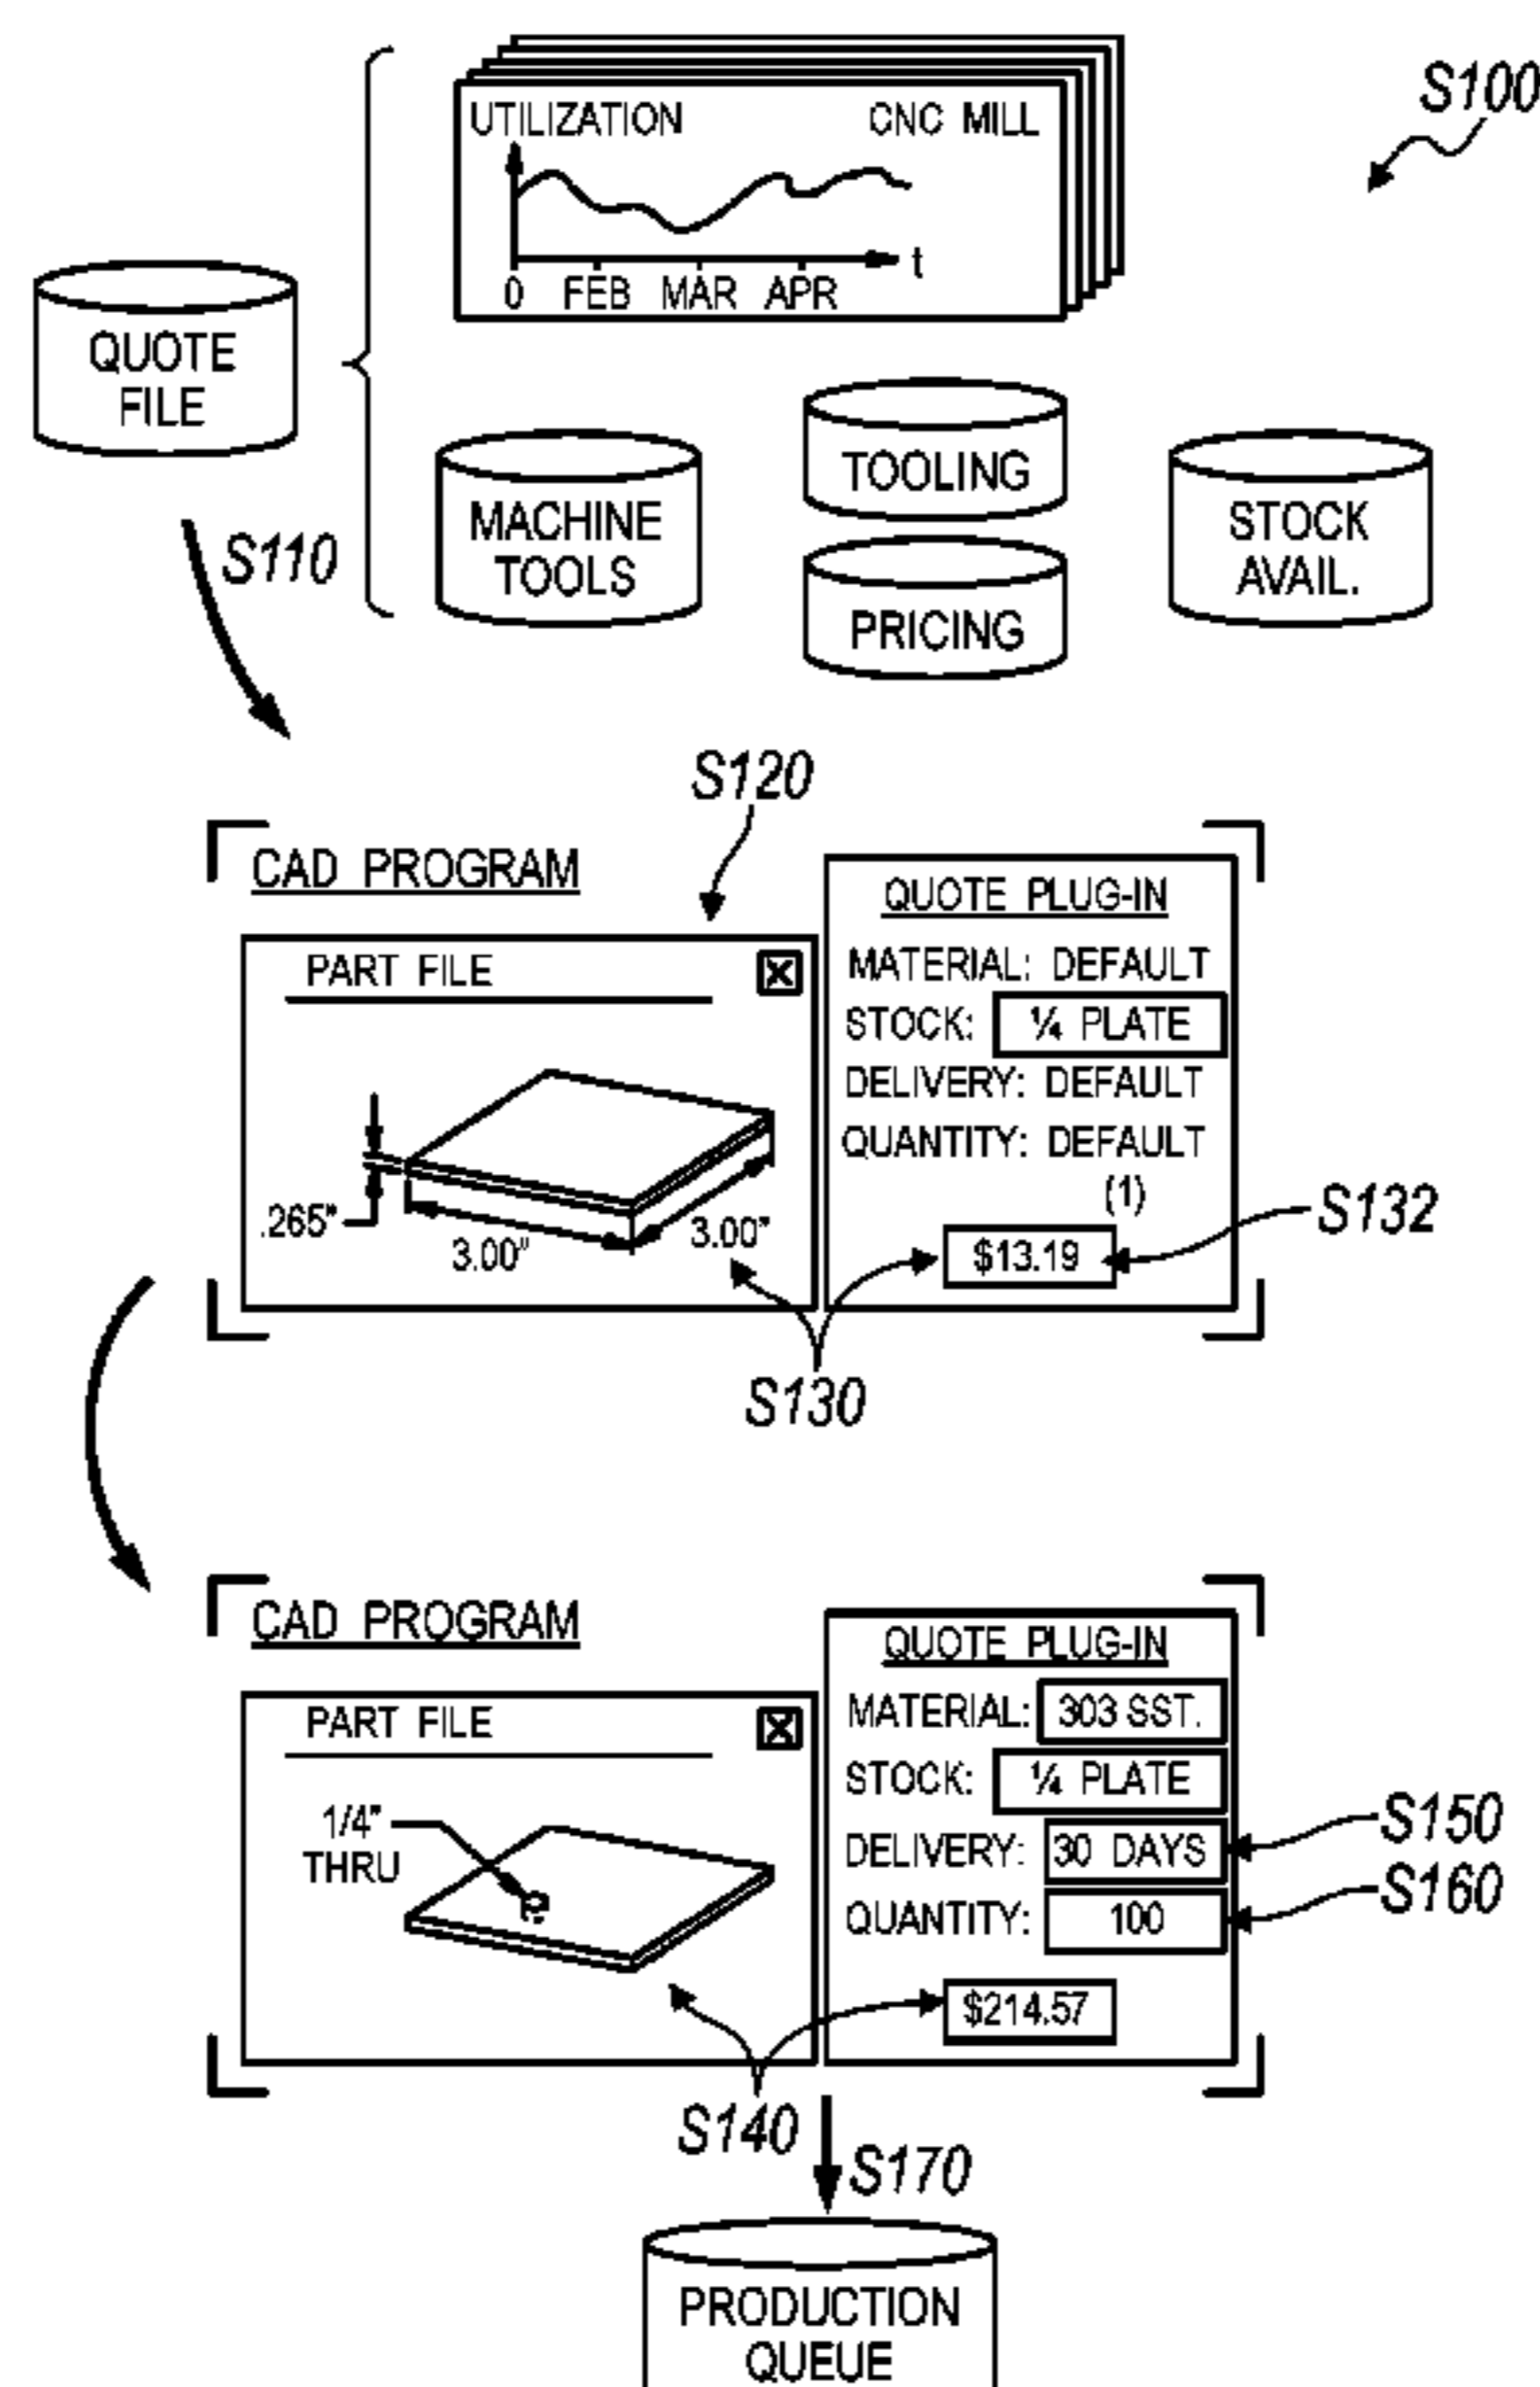 S100
UTILIZATION CNC MILL
t
0 FEB MAR APR
QUOTE
FILE
S110
MACHINE
TOOLS
TOOLING
PRICING
STOCK
AVAIL.
S120
CAD PROGRAM
PART FILE
.265"
3.00"
3.00"
QUOTE PLUG-IN
MATERIAL: DEFAULT
STOCK: ¼ PLATE
DELIVERY: DEFAULT
QUANTITY: DEFAULT
(1)
$13.19
S132
S130
CAD PROGRAM
PART FILE
1/4"
THRU
QUOTE PLUG-IN
MATERIAL: 303 SST.
STOCK: ¼ PLATE
DELIVERY: 30 DAYS
QUANTITY: 100
$214.57
S150
S160
S140
S170
PRODUCTION
QUEUE